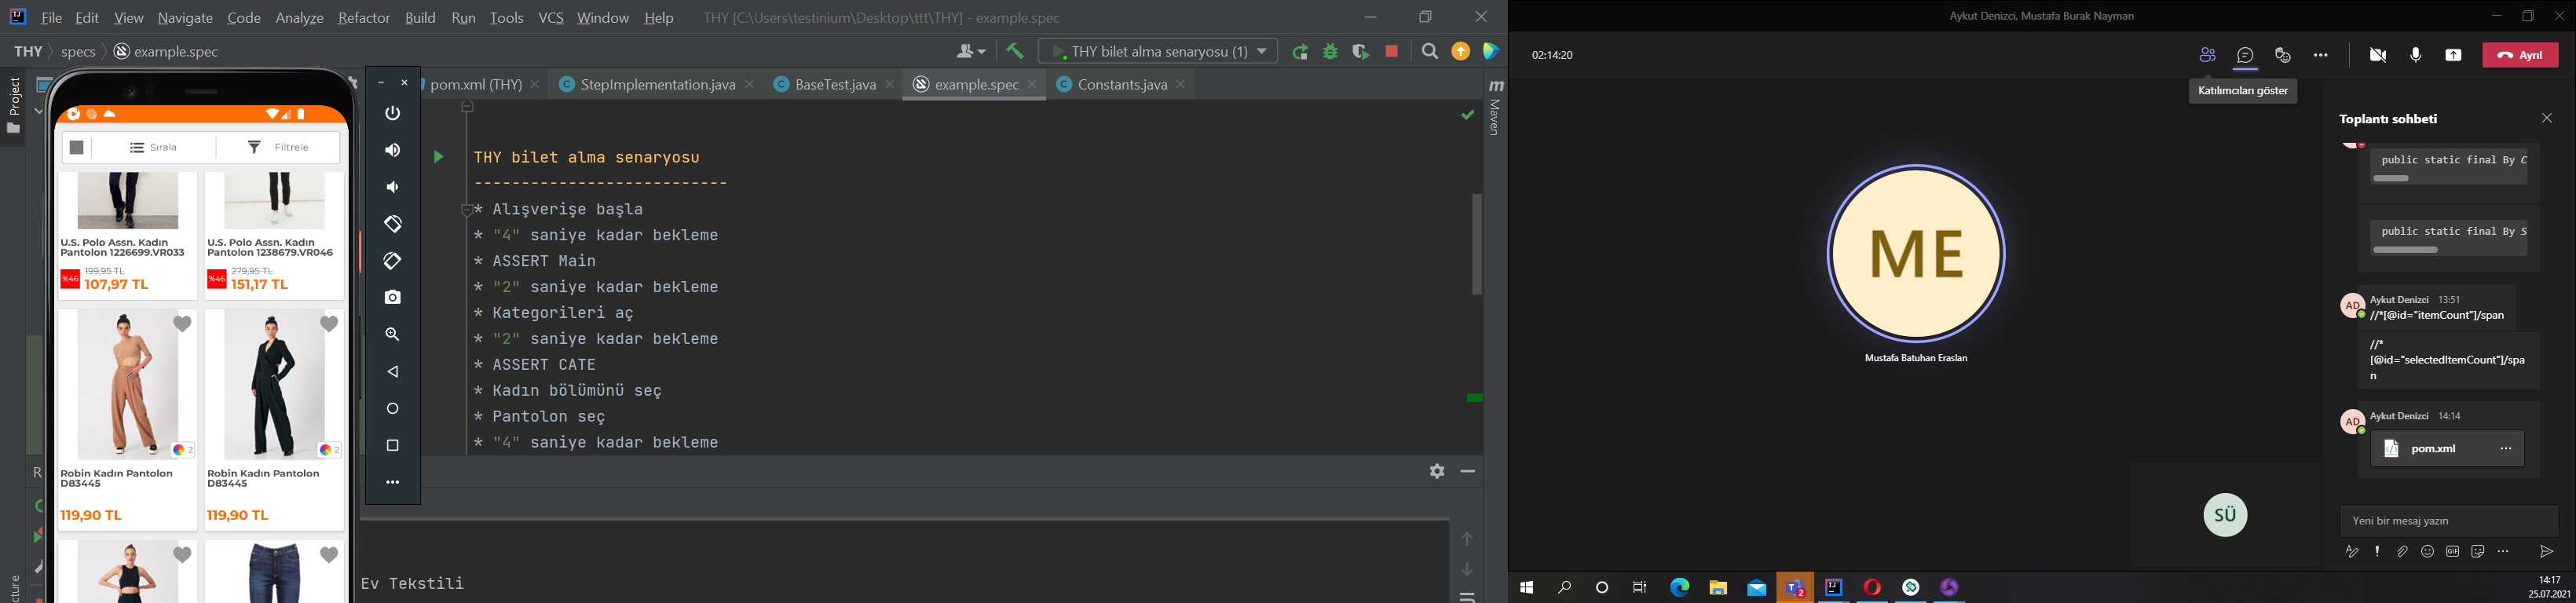 File Edit View Navigate Code Analyze Refactor Build Run Tools VCS Window Help THY [C:\Users\testinium\Desktop\ttt\THY] - example.spec
THY specs example.spec
THY bilet alma senaryosu (1)
Project
pom.xml (THY) StepImplementation.java BaseTest.java example.spec Constants.java
Maven
Sırala Filtrele
U.S. Polo Assn. Kadın
Pantolon 1226699.VR033
%46 199,95 TL
107,97 TL
U.S. Polo Assn. Kadın
Pantolon 1238679.VR046
%46 279,95 TL
151,17 TL
2
Robin Kadın Pantolon
D83445
119,90 TL
2
Robin Kadın Pantolon
D83445
119,90 TL
THY bilet alma senaryosu
---------------------------
* Alışverişe başla
* "4" saniye kadar bekleme
* ASSERT Main
* "2" saniye kadar bekleme
* Kategorileri aç
* "2" saniye kadar bekleme
* ASSERT CATE
* Kadın bölümünü seç
* Pantolon seç
* "4" saniye kadar bekleme
R
cture
Ev Tekstili
Aykut Denizci, Mustafa Burak Nayman
02:14:20
Ayrıl
Katılımcıları göster
ME
Mustafa Batuhan Eraslan
SÜ
Toplantı sohbeti
public static final By C
public static final By S
AD
Aykut Denizci 13:51
//*[@id="itemCount"]/span
//*
[@id="selectedItemCount"]/spa
n
AD
Aykut Denizci 14:14
pom.xml
Yeni bir mesaj yazın
GIF
2
14:17
25.07.2021